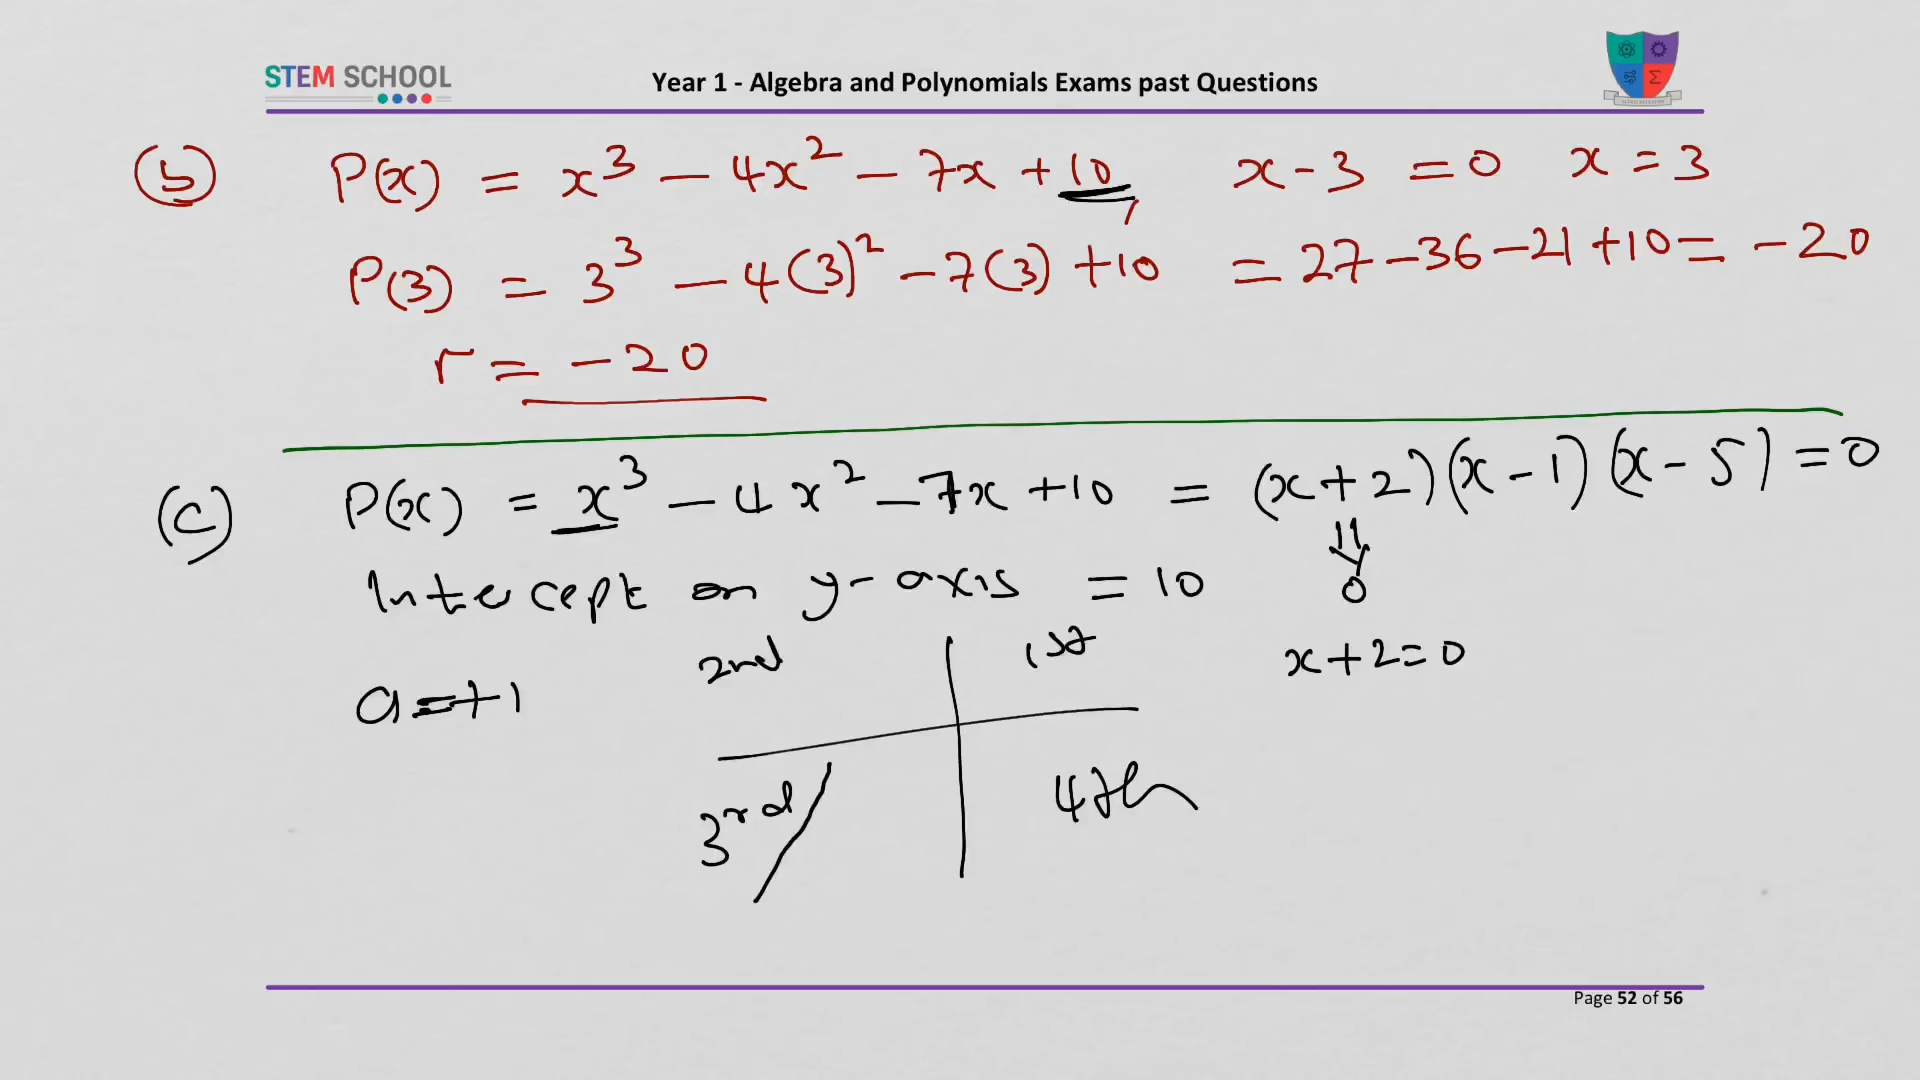 STEM SCHOOL
Year 1 - Algebra and Polynomials Exams past Questions
(b) P(x) = x³ - 4x² - 7x + 10, x - 3 = 0 x = 3
P(3) = 3³ - 4(3)² - 7(3) + 10 = 27 - 36 - 21 + 10 = -20
r = -20
(c) P(x) = x³ - 4x² - 7x + 10 = (x + 2)(x - 1)(x - 5) = 0
Intercept on y-axis = 10
0
2nd 1st
x + 2 = 0
a = +1
3rd 4th
Page 52 of 56